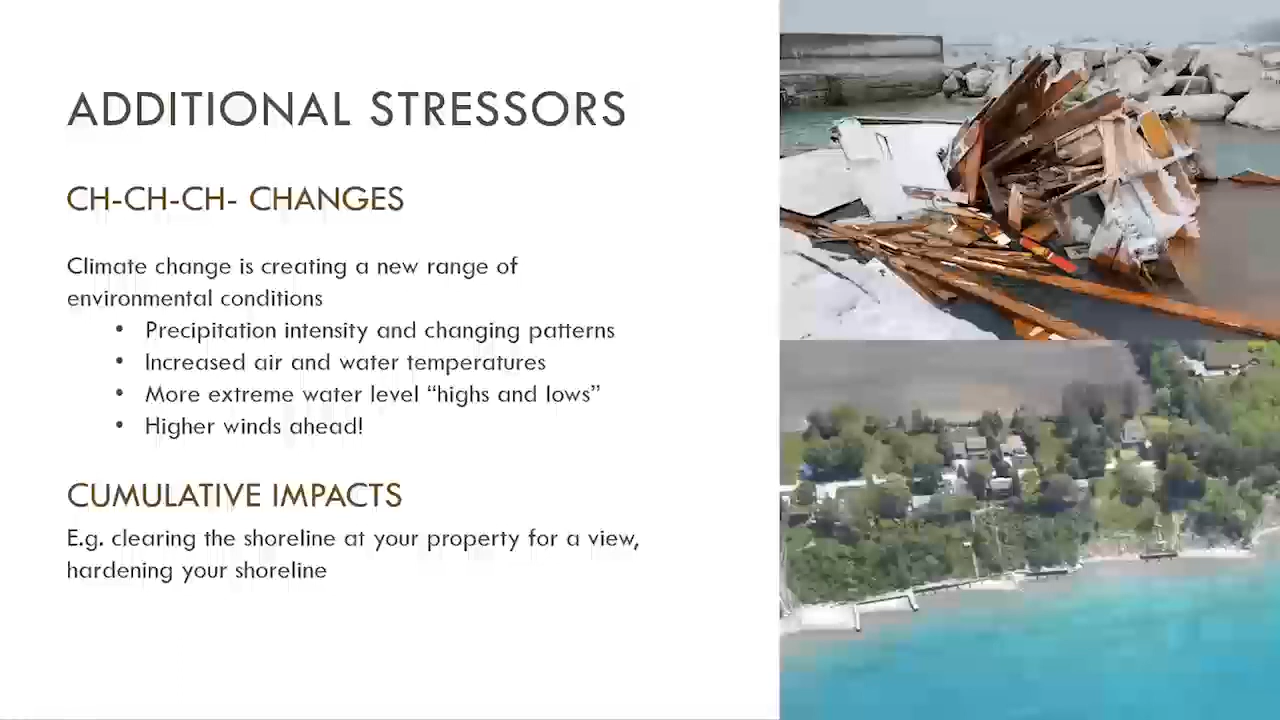 ADDITIONAL STRESSORS
CH-CH-CH- CHANGES
Climate change is creating a new range of
environmental conditions
• Precipitation intensity and changing patterns
• Increased air and water temperatures
• More extreme water level “highs and lows”
• Higher winds ahead!
CUMULATIVE IMPACTS
E.g. clearing the shoreline at your property for a view,
hardening your shoreline